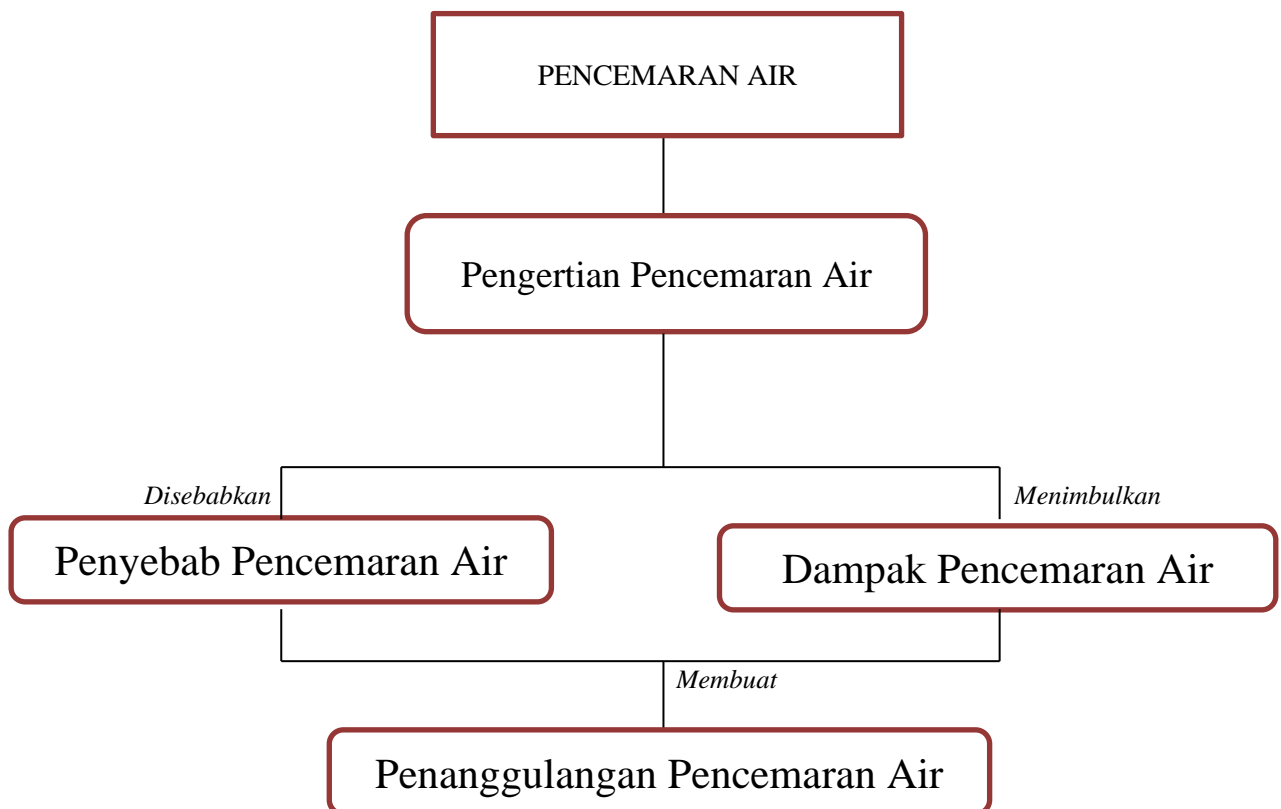 PENCEMARAN AIR
Pengertian Pencemaran Air
Disebabkan
Menimbulkan
Penyebab Pencemaran Air
Dampak Pencemaran Air
Membuat
Penanggulangan Pencemaran Air